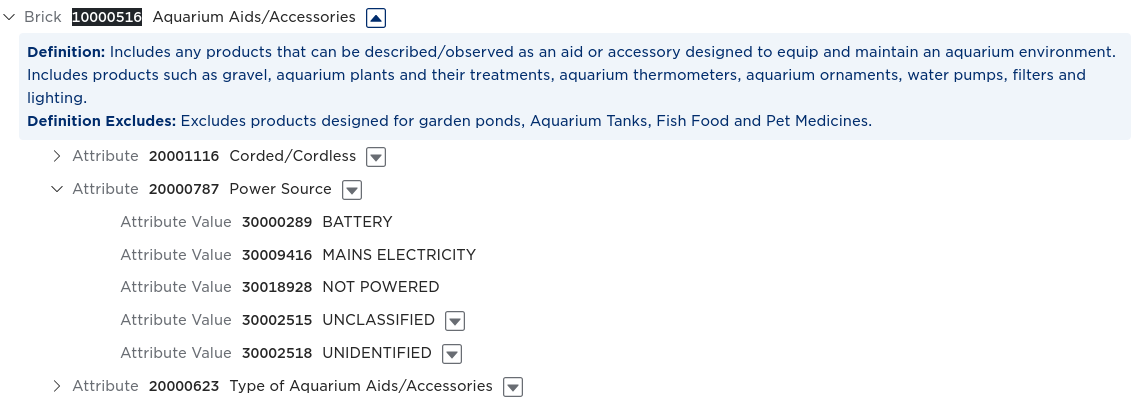 Brick 10000516 Aquarium Aids/Accessories
Definition: Includes any products that can be described/observed as an aid or accessory designed to equip and maintain an aquarium environment.
Includes products such as gravel, aquarium plants and their treatments, aquarium thermometers, aquarium ornaments, water pumps, filters and
lighting.
Definition Excludes: Excludes products designed for garden ponds, Aquarium Tanks, Fish Food and Pet Medicines.
Attribute 20001116 Corded/Cordless
Attribute 20000787 Power Source
Attribute Value 30000289 BATTERY
Attribute Value 30009416 MAINS ELECTRICITY
Attribute Value 30018928 NOT POWERED
Attribute Value 30002515 UNCLASSIFIED
Attribute Value 30002518 UNIDENTIFIED
Attribute 20000623 Type of Aquarium Aids/Accessories